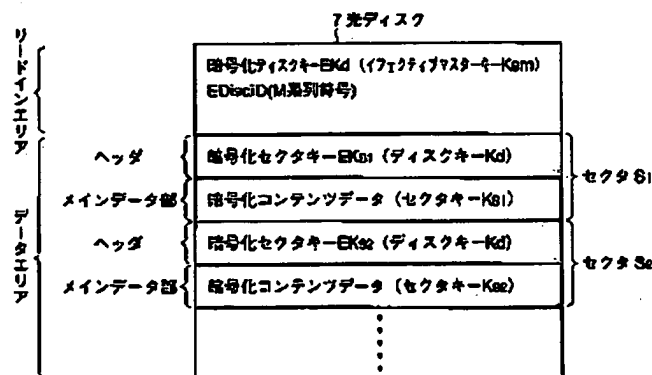 7光ディスク
リードインエリア
暗号化ディスクキーEKd (イフェクティブマスターキーKem)
EDiscID(M系列符号)
データエリア
ヘッダ
暗号化セクタキーEKs1 (ディスクキーKd)
メインデータ部
暗号化コンテンツデータ (セクタキーKs1)
セクタS1
ヘッダ
暗号化セクタキーEKs2 (ディスクキーKd)
メインデータ部
暗号化コンテンツデータ (セクタキーKs2)
セクタS2